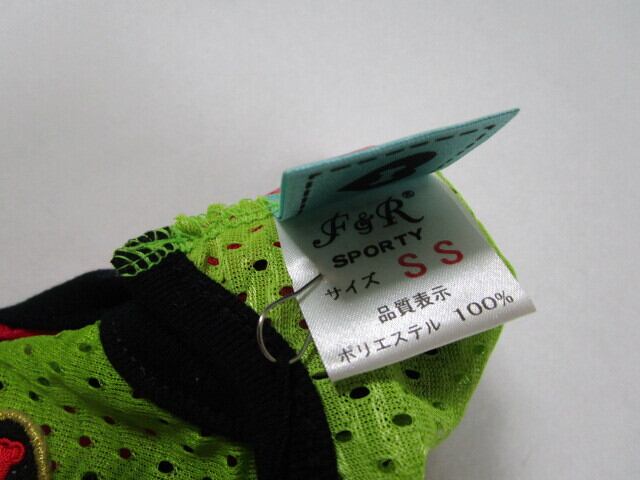 F&R®
SPORTY
サイズ SS
品質表示
ポリエステル 100%